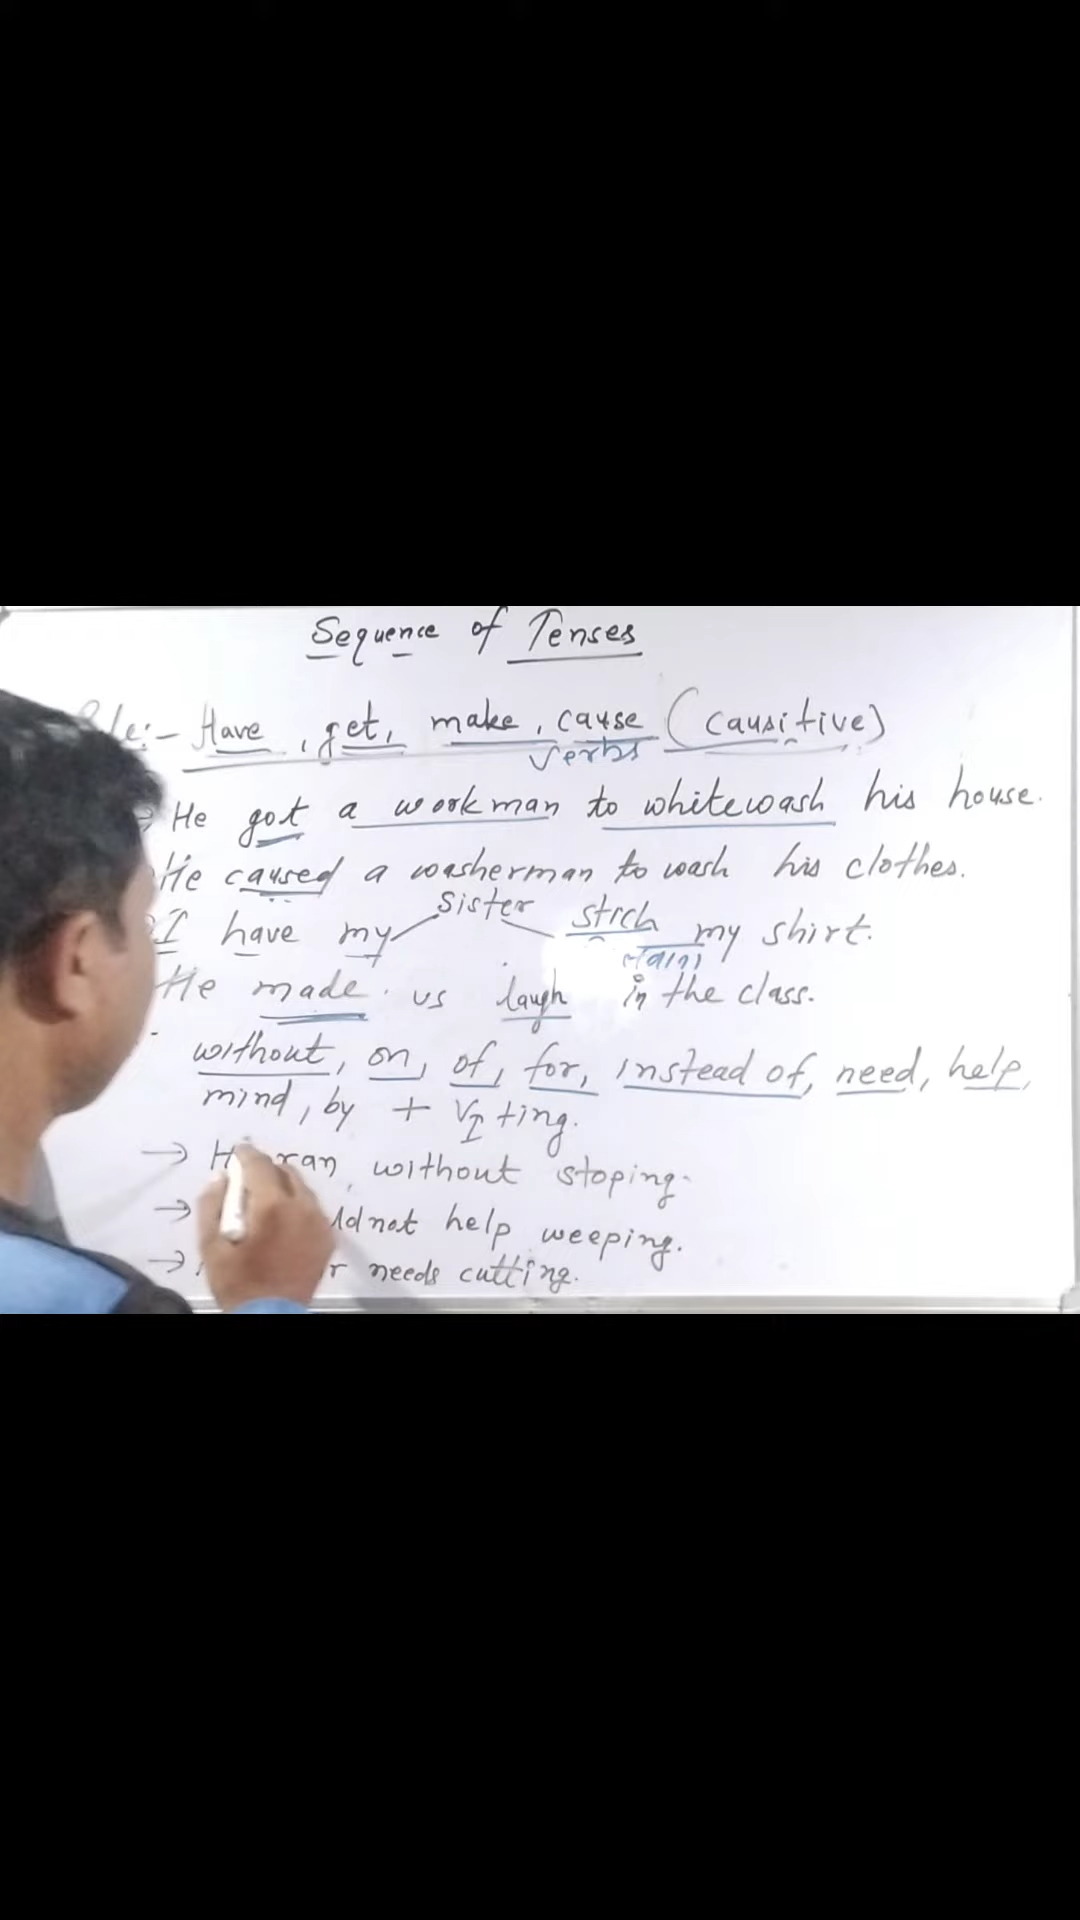 Sequence of Tenses
Have, get, make, cause (causitive)
verbs
He got a workman to whitewash his house.
He caused a washerman to wash his clothes.
sister
I have my stich my shirt.
He made us laugh in the class.
without, on, of, for, instead of, need, help,
mind, by + VI + ing.
→ ran, without stoping.
→ not help weeping.
→ needs cutting.